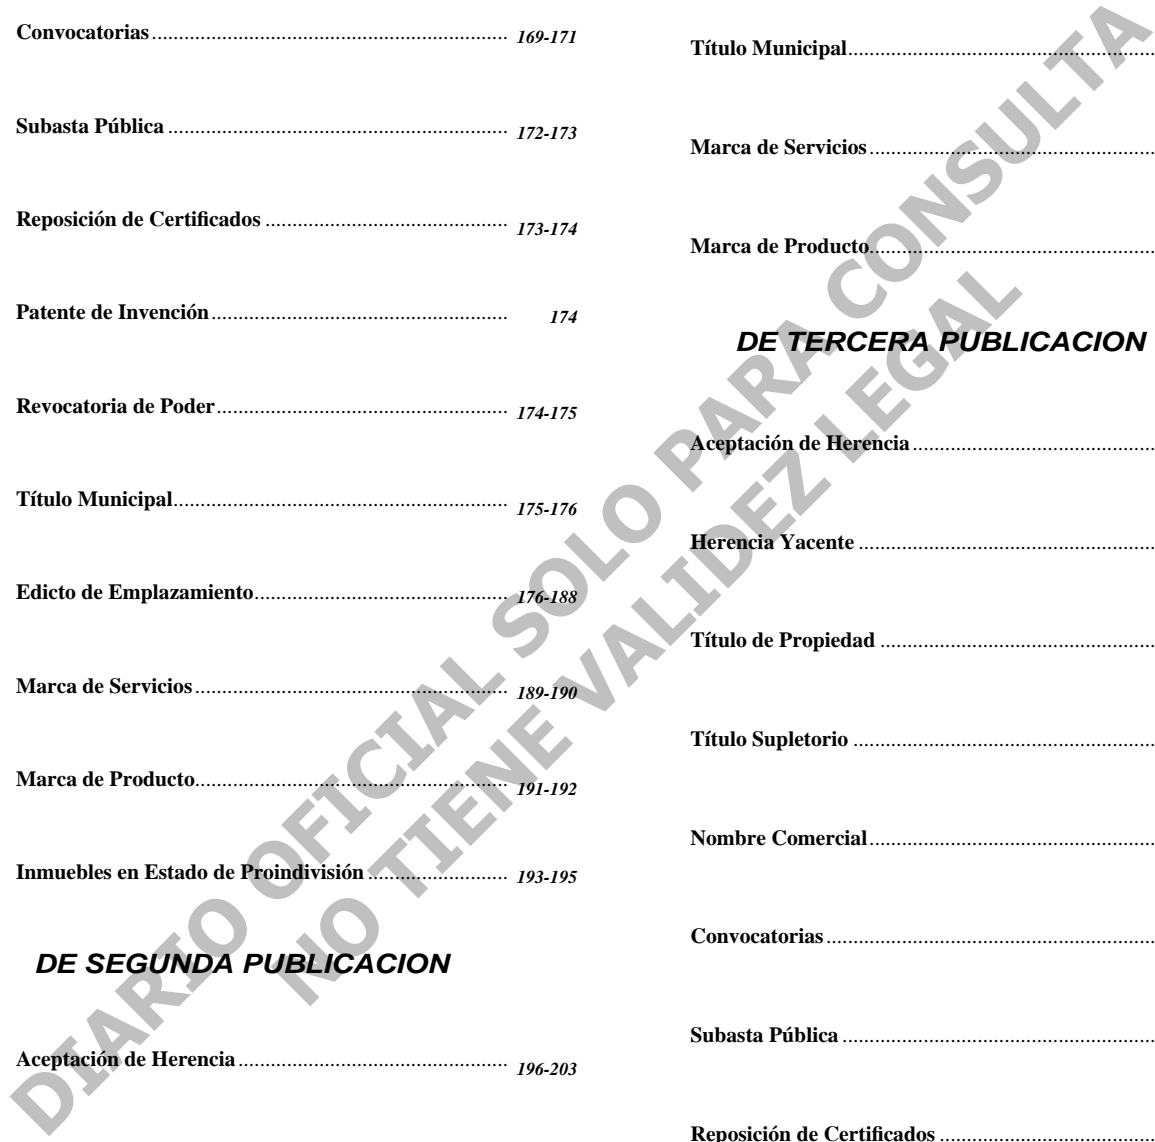 Convocatorias ........ 169-171
Subasta Pública ........ 172-173
Reposición de Certificados ........ 173-174
Patente de Invención ........ 174
Revocatoria de Poder ........ 174-175
Título Municipal ........ 175-176
Edicto de Emplazamiento ........ 176-188
Marca de Servicios ........ 189-190
Marca de Producto ........ 191-192
Inmuebles en Estado de Proindivisión ........ 193-195
DE SEGUNDA PUBLICACION
Aceptación de Herencia ........ 196-203
Título Municipal ........
Marca de Servicios ........
Marca de Producto ........
DE TERCERA PUBLICACION
Aceptación de Herencia ........
Herencia Yacente ........
Título de Propiedad ........
Título Supletorio ........
Nombre Comercial ........
Convocatorias ........
Subasta Pública ........
Reposición de Certificados ........
DIARIO OFICIAL SOLO PARA CONSULTA
NO TIENE VALIDEZ LEGAL